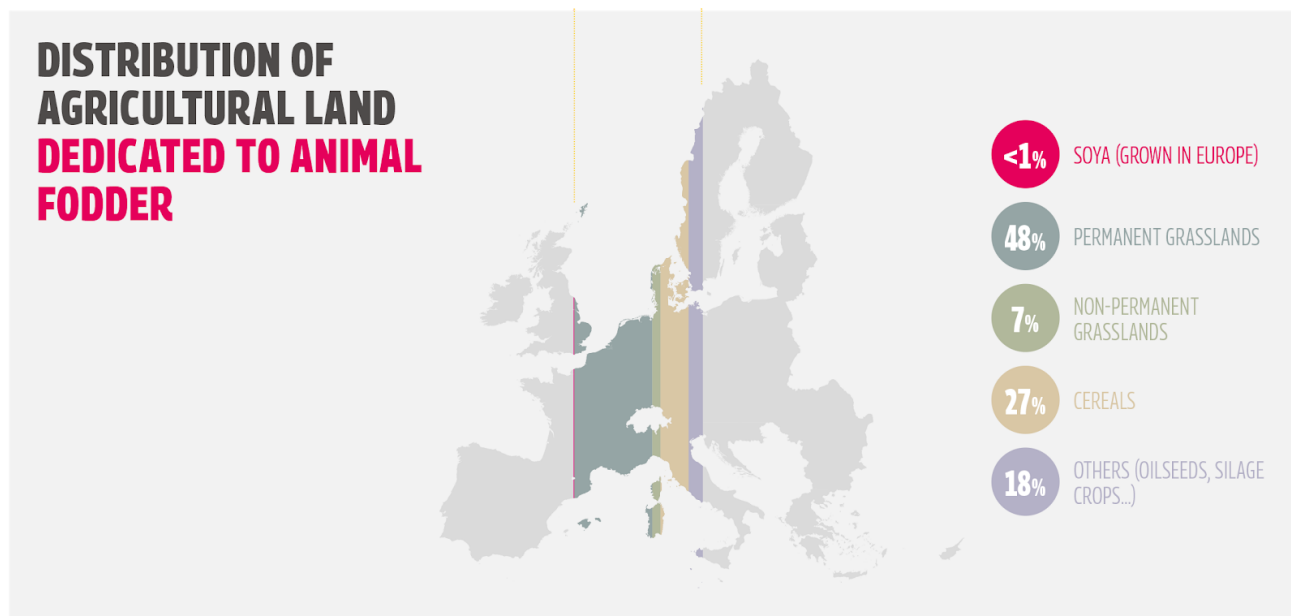 DISTRIBUTION OF
AGRICULTURAL LAND
DEDICATED TO ANIMAL
FODDER
<1% SOYA (GROWN IN EUROPE)
48% PERMANENT GRASSLANDS
7% NON-PERMANENT
GRASSLANDS
27% CEREALS
18% OTHERS (OILSEEDS, SILAGE
CROPS...)